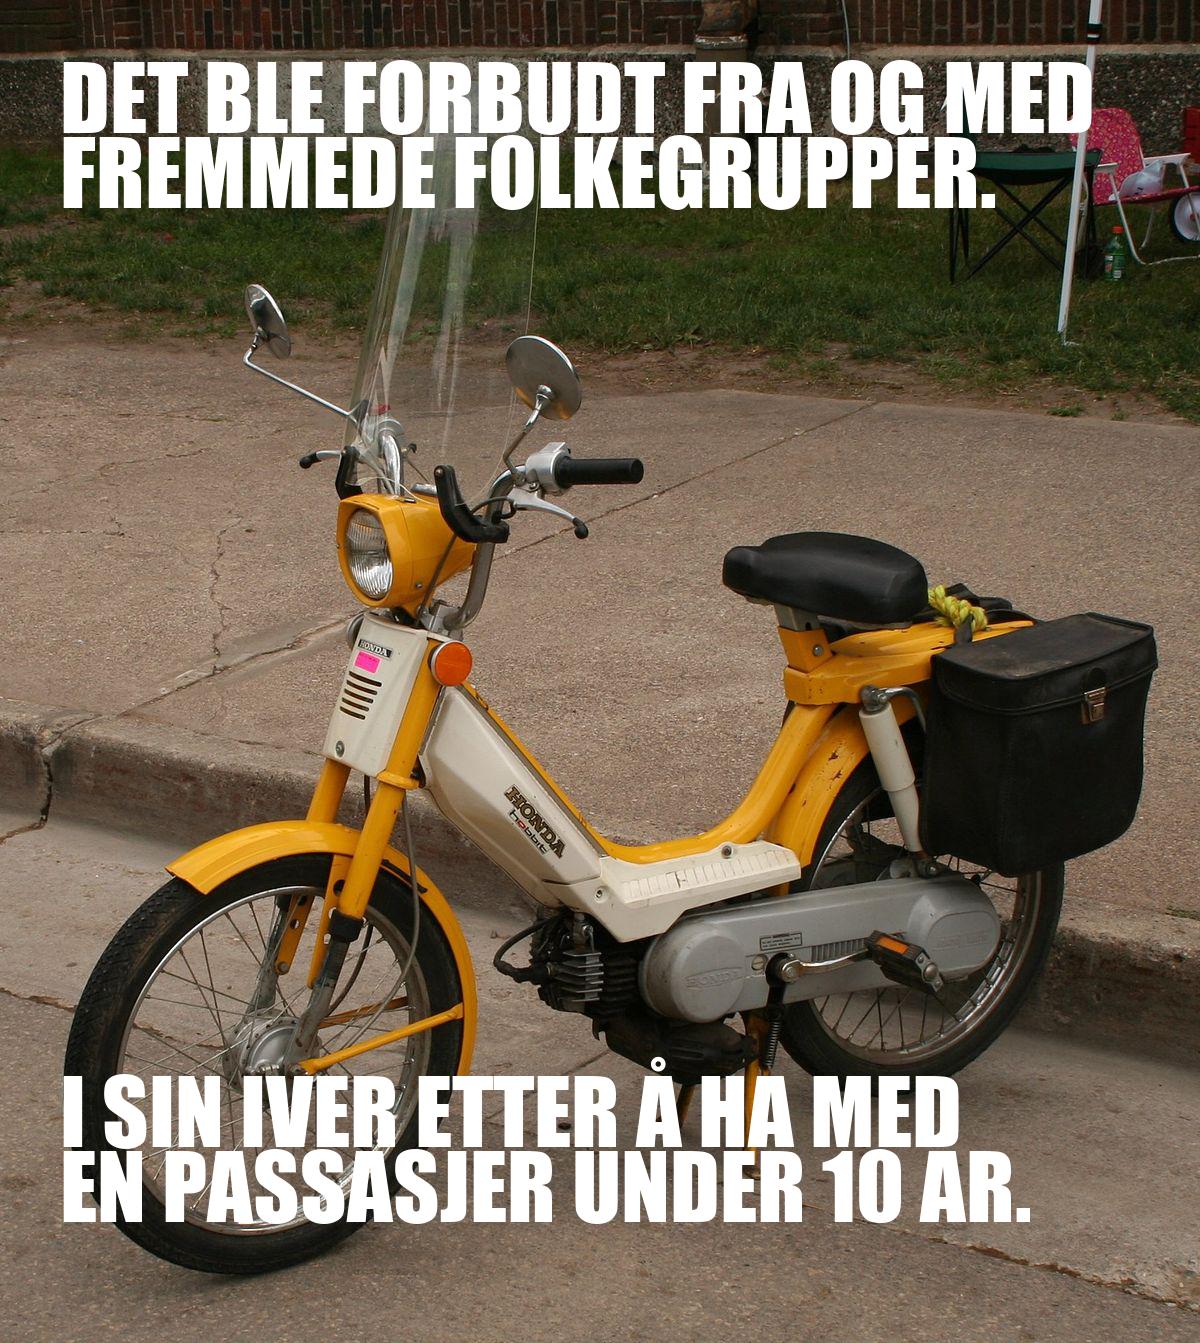 DET BLE FORBUDT FRA OG MED
FREMMEDE FOLKEGRUPPER.
HONDA
HONDA
hobbit
HONDA
I SIN IVER ETTER Å HA MED
EN PASSASJER UNDER 10 AR.